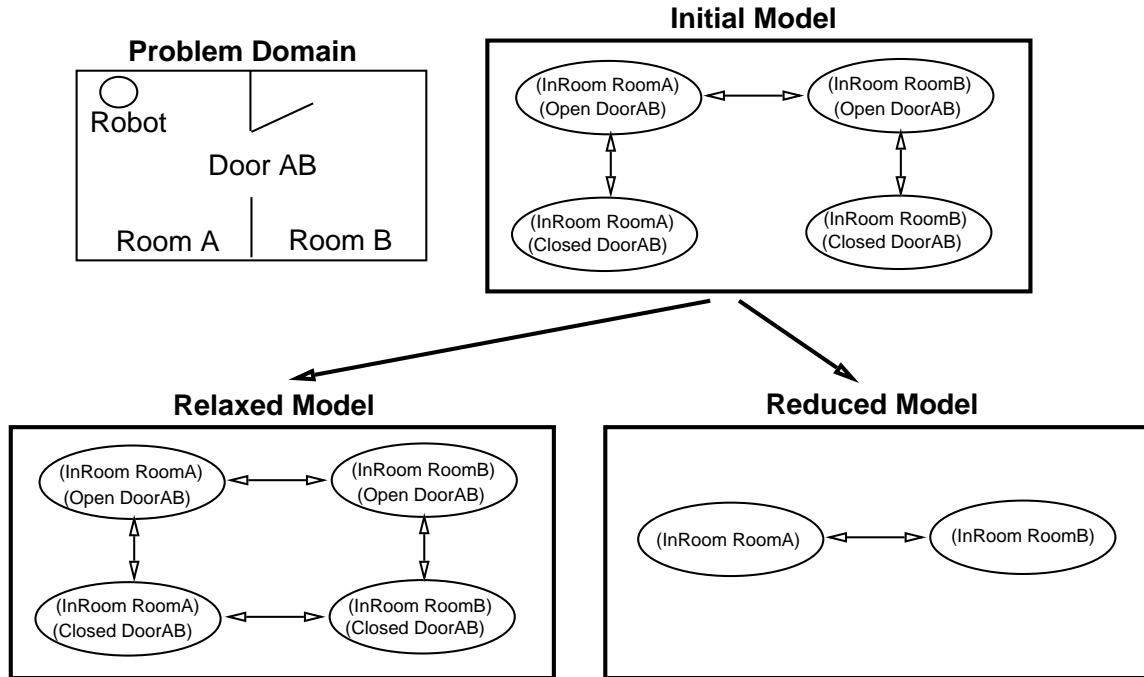 Problem Domain
Robot
Door AB
Room A
Room B
Initial Model
(InRoom RoomA)
(Open DoorAB)
(InRoom RoomB)
(Open DoorAB)
(InRoom RoomA)
(Closed DoorAB)
(InRoom RoomB)
(Closed DoorAB)
Relaxed Model
(InRoom RoomA)
(Open DoorAB)
(InRoom RoomB)
(Open DoorAB)
(InRoom RoomA)
(Closed DoorAB)
(InRoom RoomB)
(Closed DoorAB)
Reduced Model
(InRoom RoomA)
(InRoom RoomB)